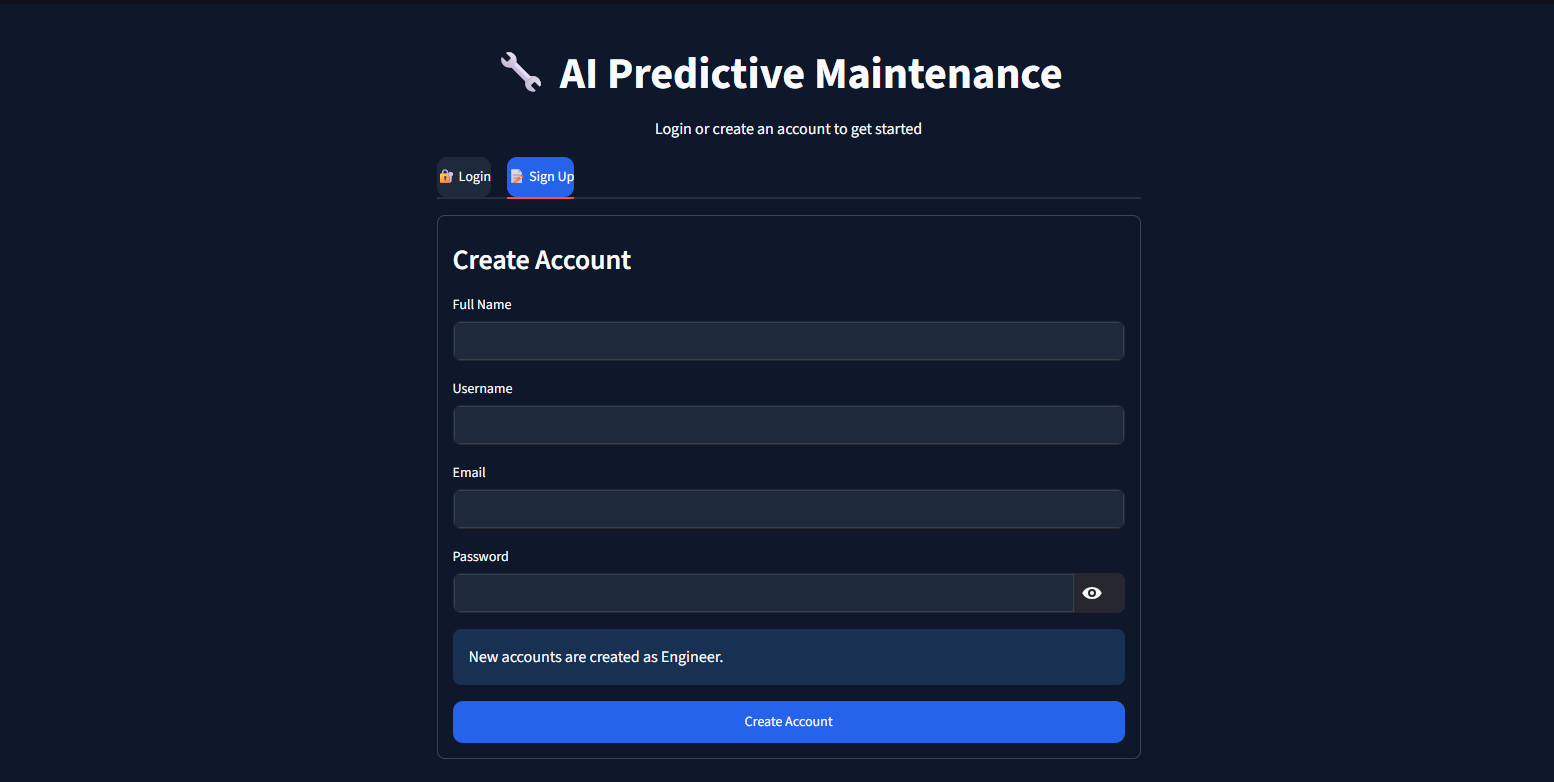 AI Predictive Maintenance
Login or create an account to get started
Login
Sign Up
Create Account
Full Name
Username
Email
Password
New accounts are created as Engineer.
Create Account